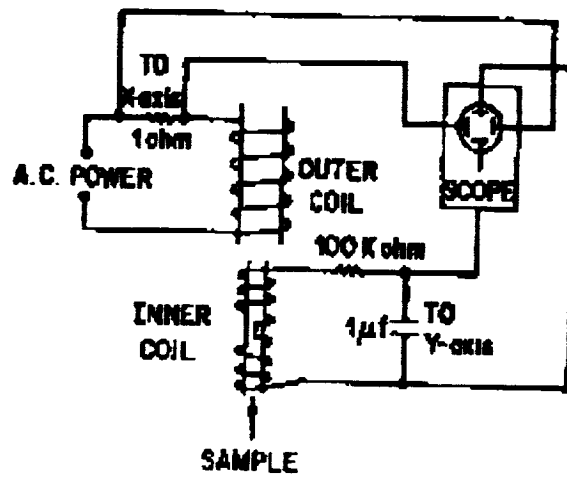 TO
X-axis
1 ohm
A.C. POWER
OUTER
COIL
SCOPE
100 K ohm
INNER
COIL
1µf
TO
Y-axis
SAMPLE